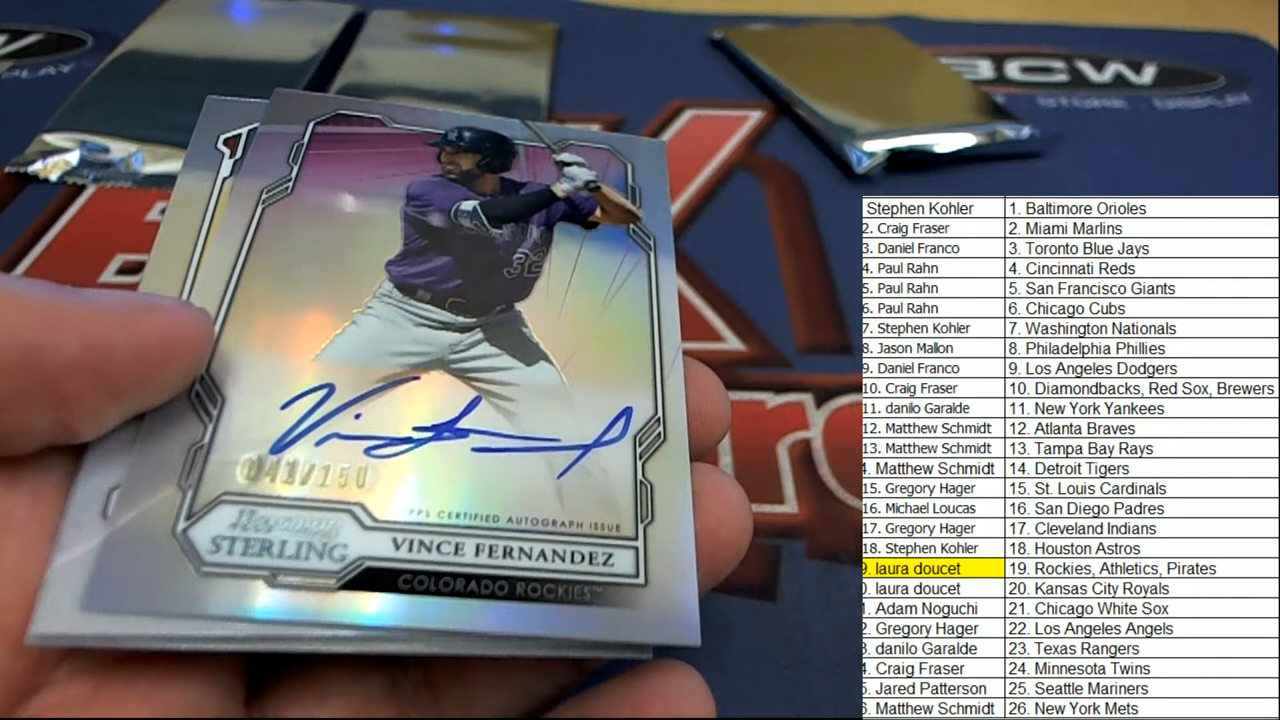 BCW
STORE · DISPLAY
PLAY
32
041/150
PPS CERTIFIED AUTOGRAPH ISSUE
Bowman
STERLING
VINCE FERNANDEZ
COLORADO ROCKIES™
Stephen Kohler 1. Baltimore Orioles
2. Craig Fraser 2. Miami Marlins
3. Daniel Franco 3. Toronto Blue Jays
4. Paul Rahn 4. Cincinnati Reds
5. Paul Rahn 5. San Francisco Giants
6. Paul Rahn 6. Chicago Cubs
7. Stephen Kohler 7. Washington Nationals
8. Jason Mallon 8. Philadelphia Phillies
9. Daniel Franco 9. Los Angeles Dodgers
10. Craig Fraser 10. Diamondbacks, Red Sox, Brewers
11. danilo Garalde 11. New York Yankees
12. Matthew Schmidt 12. Atlanta Braves
13. Matthew Schmidt 13. Tampa Bay Rays
4. Matthew Schmidt 14. Detroit Tigers
15. Gregory Hager 15. St. Louis Cardinals
16. Michael Loucas 16. San Diego Padres
17. Gregory Hager 17. Cleveland Indians
18. Stephen Kohler 18. Houston Astros
9. laura doucet 19. Rockies, Athletics, Pirates
0. laura doucet 20. Kansas City Royals
1. Adam Noguchi 21. Chicago White Sox
2. Gregory Hager 22. Los Angeles Angels
3. danilo Garalde 23. Texas Rangers
4. Craig Fraser 24. Minnesota Twins
5. Jared Patterson 25. Seattle Mariners
6. Matthew Schmidt 26. New York Mets